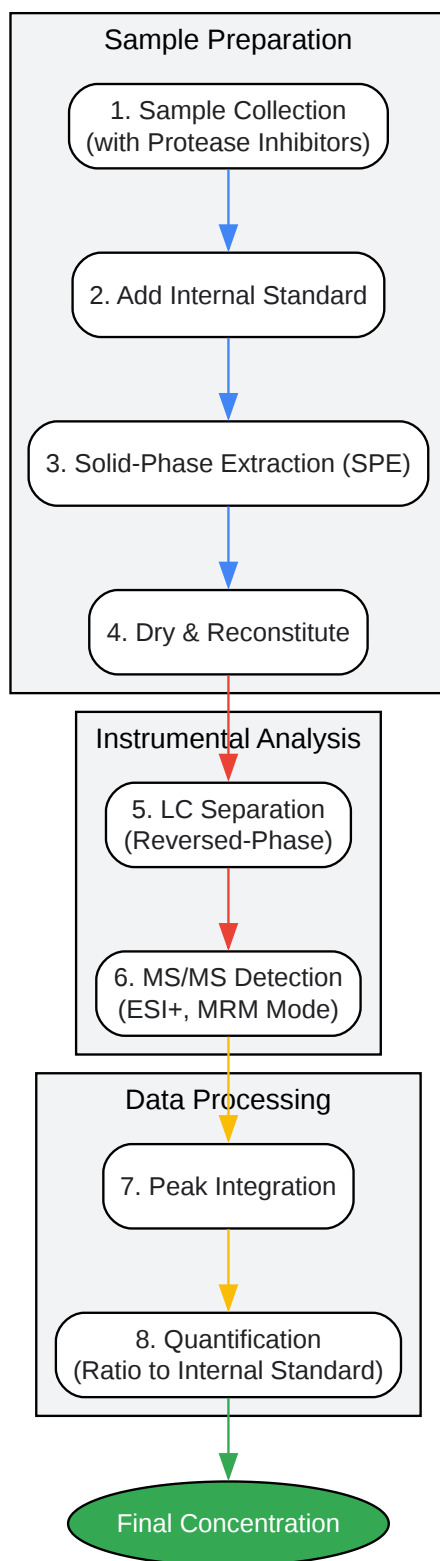 Sample Preparation
1. Sample Collection
(with Protease Inhibitors)
2. Add Internal Standard
3. Solid-Phase Extraction (SPE)
4. Dry & Reconstitute
Instrumental Analysis
5. LC Separation
(Reversed-Phase)
6. MS/MS Detection
(ESI+, MRM Mode)
Data Processing
7. Peak Integration
8. Quantification
(Ratio to Internal Standard)
Final Concentration